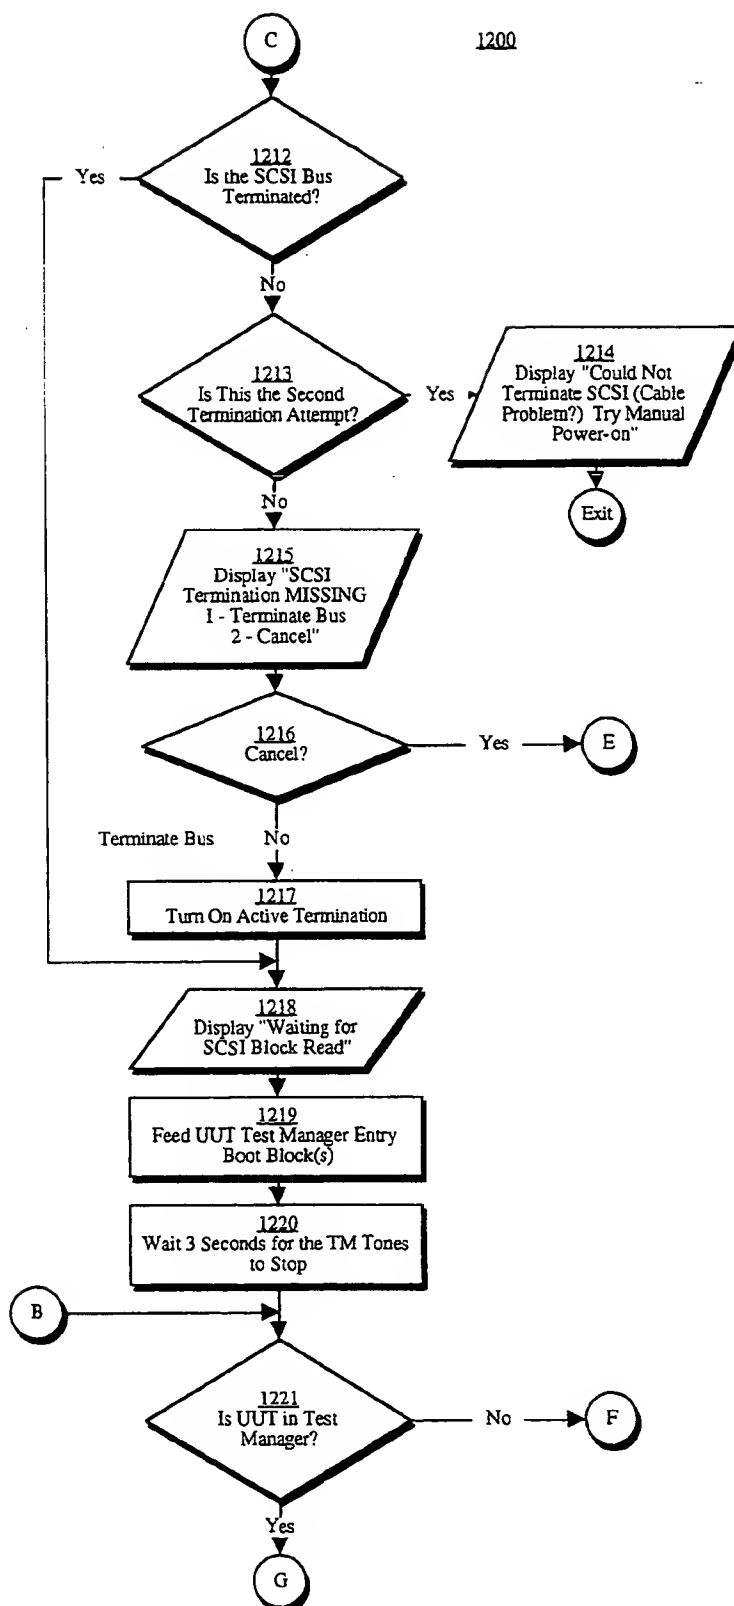 C
1200
1212
Is the SCSI Bus
Terminated?
Yes
No
1213
Is This the Second
Termination Attempt?
Yes
1214
Display "Could Not
Terminate SCSI (Cable
Problem?) Try Manual
Power-on"
Exit
No
1215
Display "SCSI
Termination MISSING
1 - Terminate Bus
2 - Cancel"
1216
Cancel?
Yes
E
Terminate Bus
No
1217
Turn On Active Termination
1218
Display "Waiting for
SCSI Block Read"
1219
Feed UUT Test Manager Entry
Boot Block(s)
1220
Wait 3 Seconds for the TM Tones
to Stop
B
1221
Is UUT in Test
Manager?
No
F
Yes
G